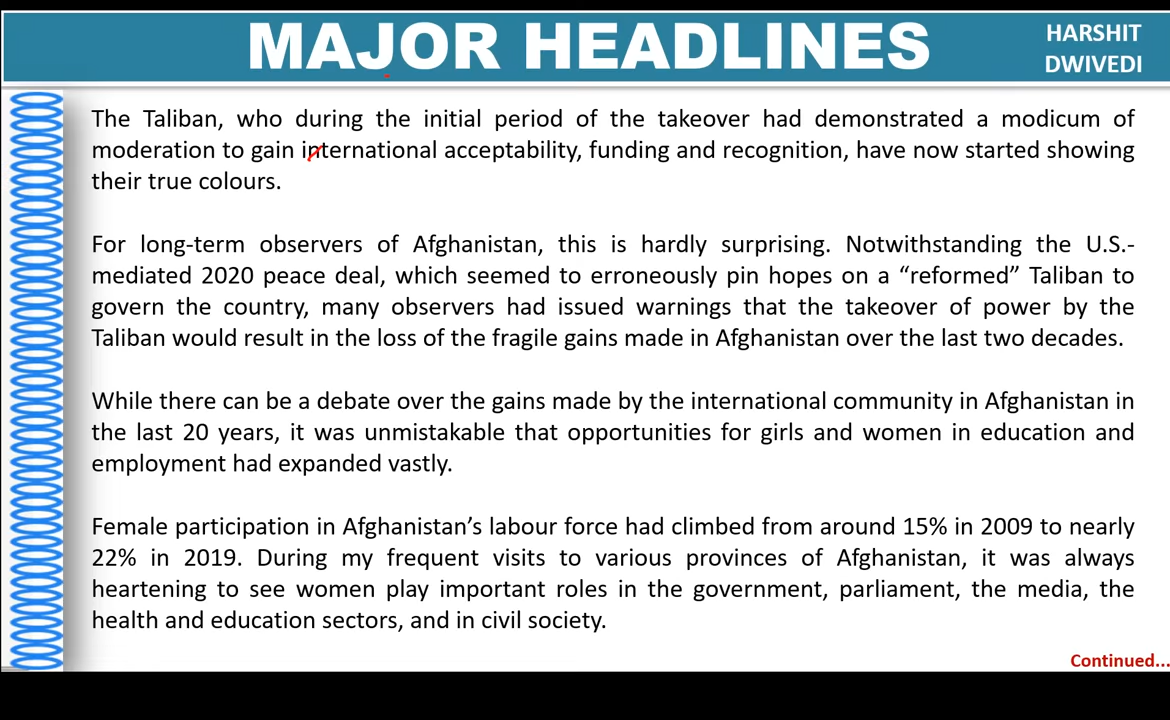 MAJOR HEADLINES
HARSHIT
DWIVEDI
The Taliban, who during the initial period of the takeover had demonstrated a modicum of
moderation to gain international acceptability, funding and recognition, have now started showing
their true colours.
For long-term observers of Afghanistan, this is hardly surprising. Notwithstanding the U.S.-
mediated 2020 peace deal, which seemed to erroneously pin hopes on a “reformed” Taliban to
govern the country, many observers had issued warnings that the takeover of power by the
Taliban would result in the loss of the fragile gains made in Afghanistan over the last two decades.
While there can be a debate over the gains made by the international community in Afghanistan in
the last 20 years, it was unmistakable that opportunities for girls and women in education and
employment had expanded vastly.
Female participation in Afghanistan’s labour force had climbed from around 15% in 2009 to nearly
22% in 2019. During my frequent visits to various provinces of Afghanistan, it was always
heartening to see women play important roles in the government, parliament, the media, the
health and education sectors, and in civil society.
Continued...